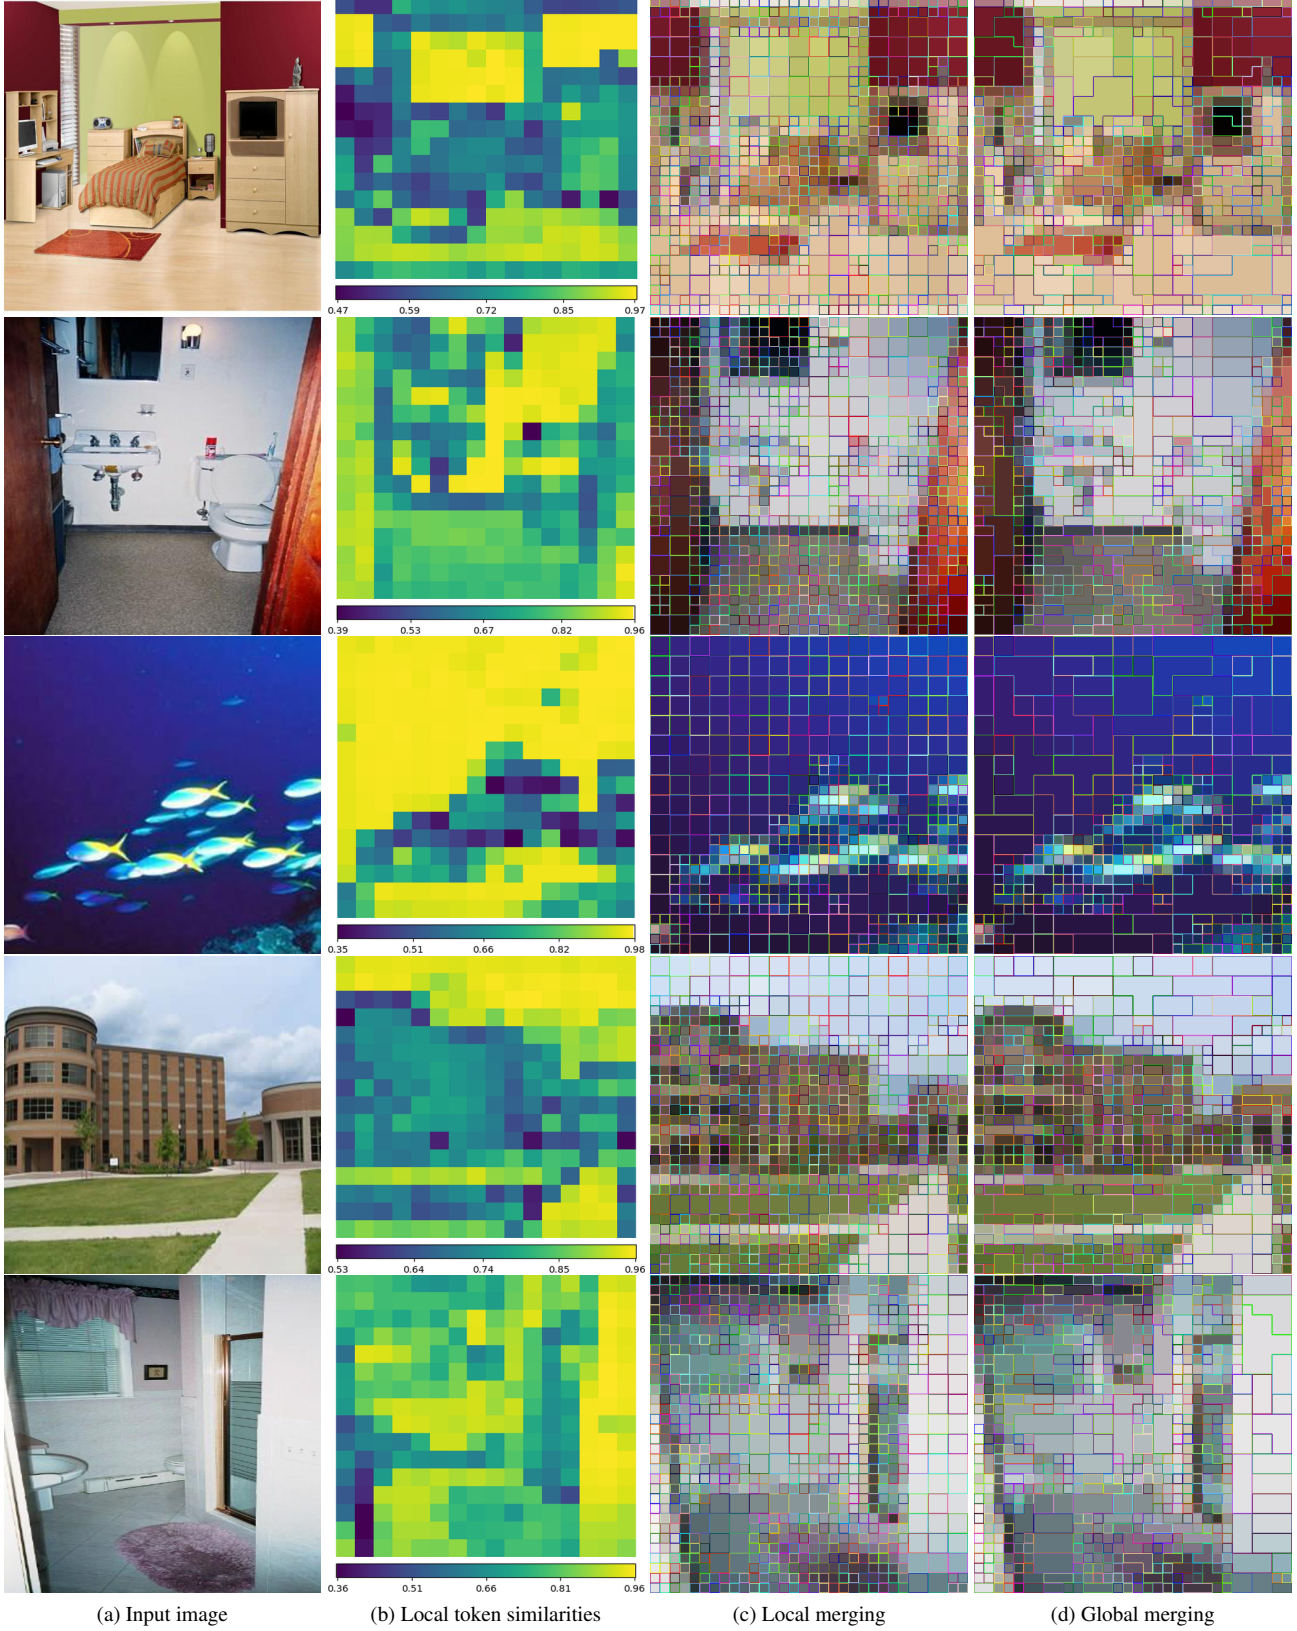 0.47 0.59 0.72 0.85 0.97
0.39 0.53 0.67 0.82 0.96
0.35 0.51 0.66 0.82 0.98
0.53 0.64 0.74 0.85 0.96
0.36 0.51 0.66 0.81 0.96
(a) Input image (b) Local token similarities (c) Local merging (d) Global merging